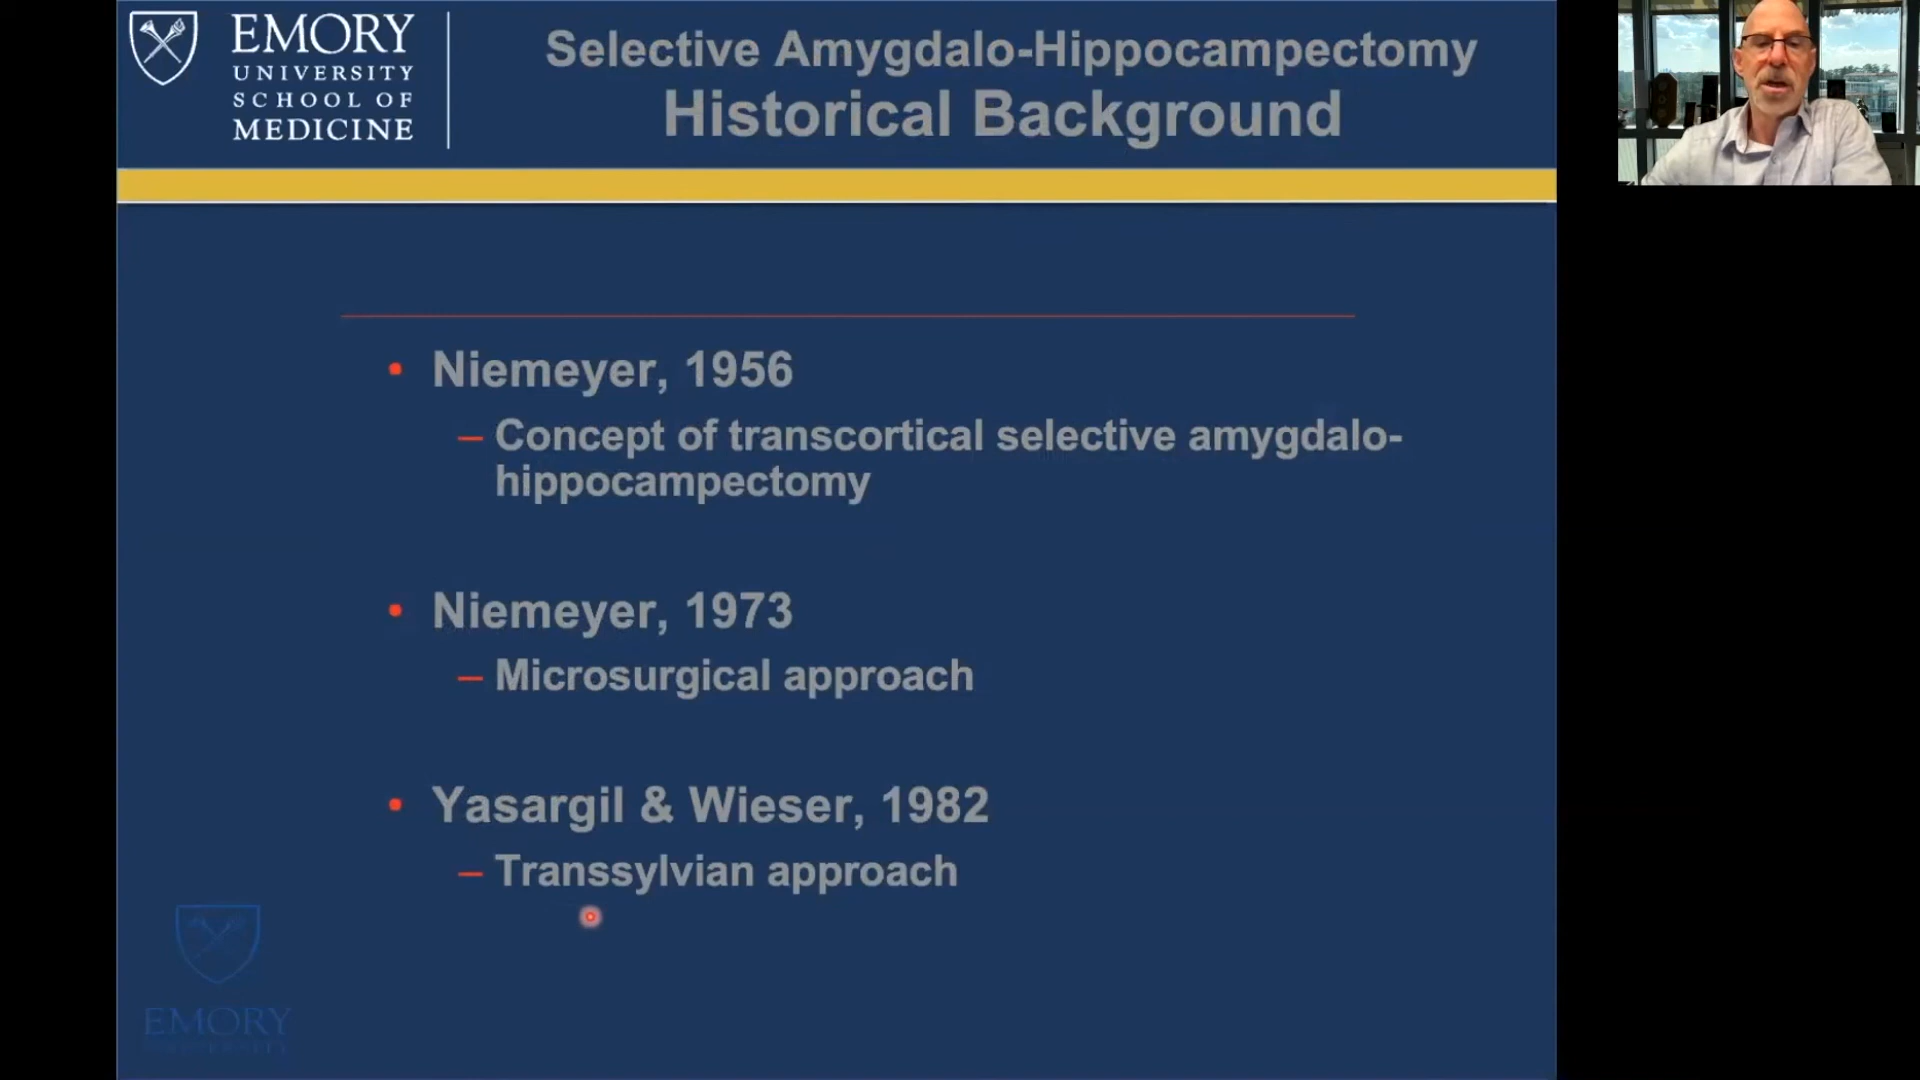 EMORY
UNIVERSITY
SCHOOL OF
MEDICINE
Selective Amygdalo-Hippocampectomy
Historical Background
• Niemeyer, 1956
– Concept of transcortical selective amygdalo-
hippocampectomy
• Niemeyer, 1973
– Microsurgical approach
• Yasargil & Wieser, 1982
– Transsylvian approach
EMORY